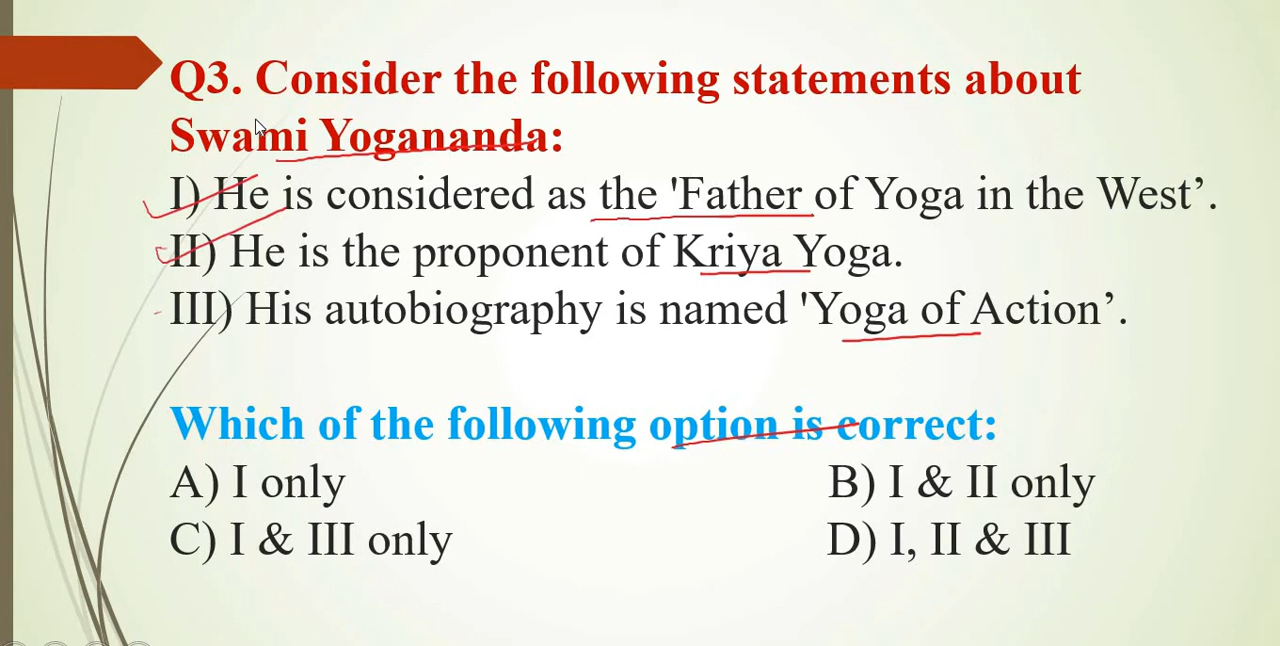 Q3. Consider the following statements about
Swami Yogananda:
I) He is considered as the 'Father of Yoga in the West’.
II) He is the proponent of Kriya Yoga.
III) His autobiography is named 'Yoga of Action’.
Which of the following option is correct:
A) I only B) I & II only
C) I & III only D) I, II & III